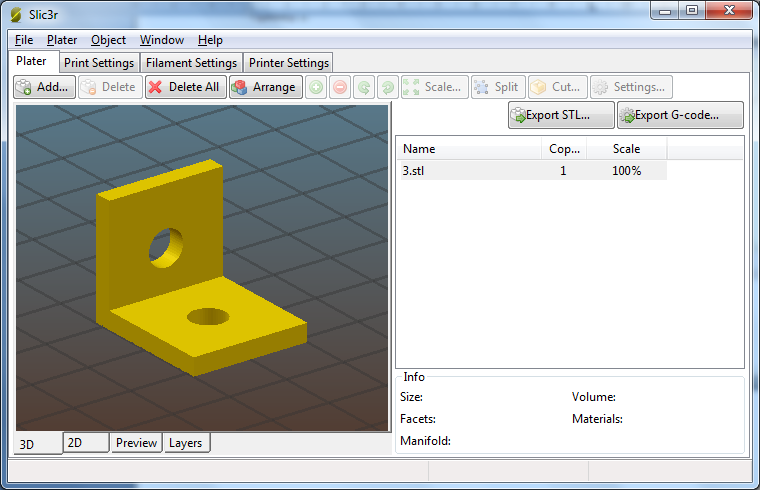 Slic3r
File Plater Object Window Help
Plater Print Settings Filament Settings Printer Settings
Add... Delete Delete All Arrange Scale... Split Cut... Settings...
Export STL... Export G-code...
Name Cop... Scale
3.stl 1 100%
Info
Size: Volume:
Facets: Materials:
Manifold:
3D 2D Preview Layers